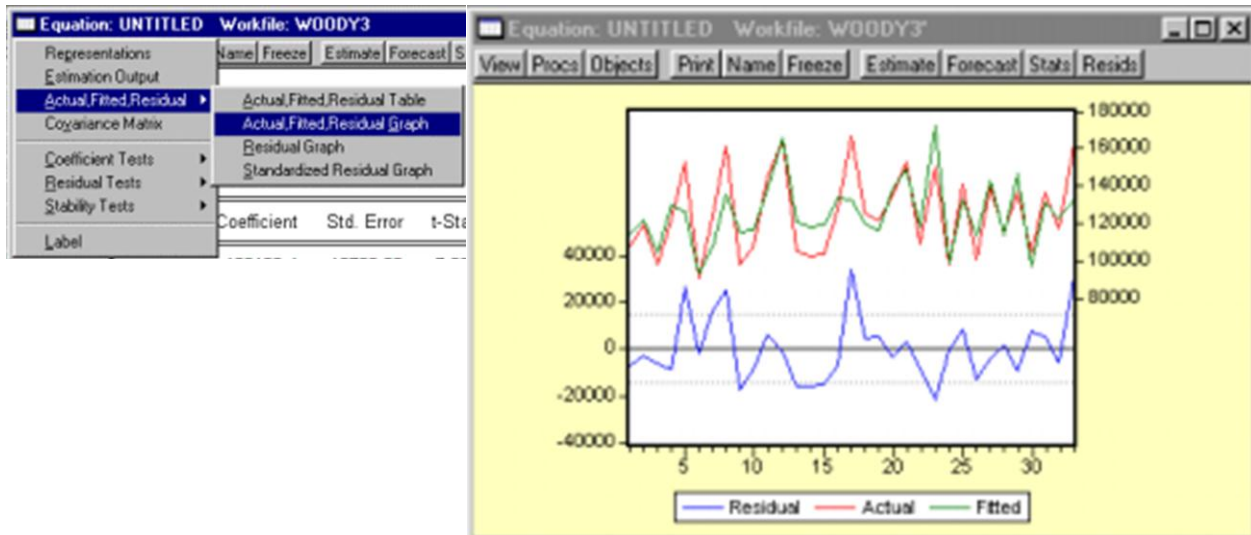 Equation: UNTITLED Workfile: WOODY3
Representations
Name Freeze Estimate Forecast S
Estimation Output
Actual,Fitted,Residual
Actual,Fitted,Residual Table
Covariance Matrix
Actual,Fitted,Residual Graph
Residual Graph
Coefficient Tests
Standardized Residual Graph
Residual Tests
Stability Tests
Coefficient Std. Error t-Sta
Label
Equation: UNTITLED Workfile: WOODY3'
View Procs Objects Print Name Freeze Estimate Forecast Stats Resids
180000
160000
140000
120000
100000
80000
40000
20000
0
-20000
-40000
5 10 15 20 25 30
Residual Actual Fitted